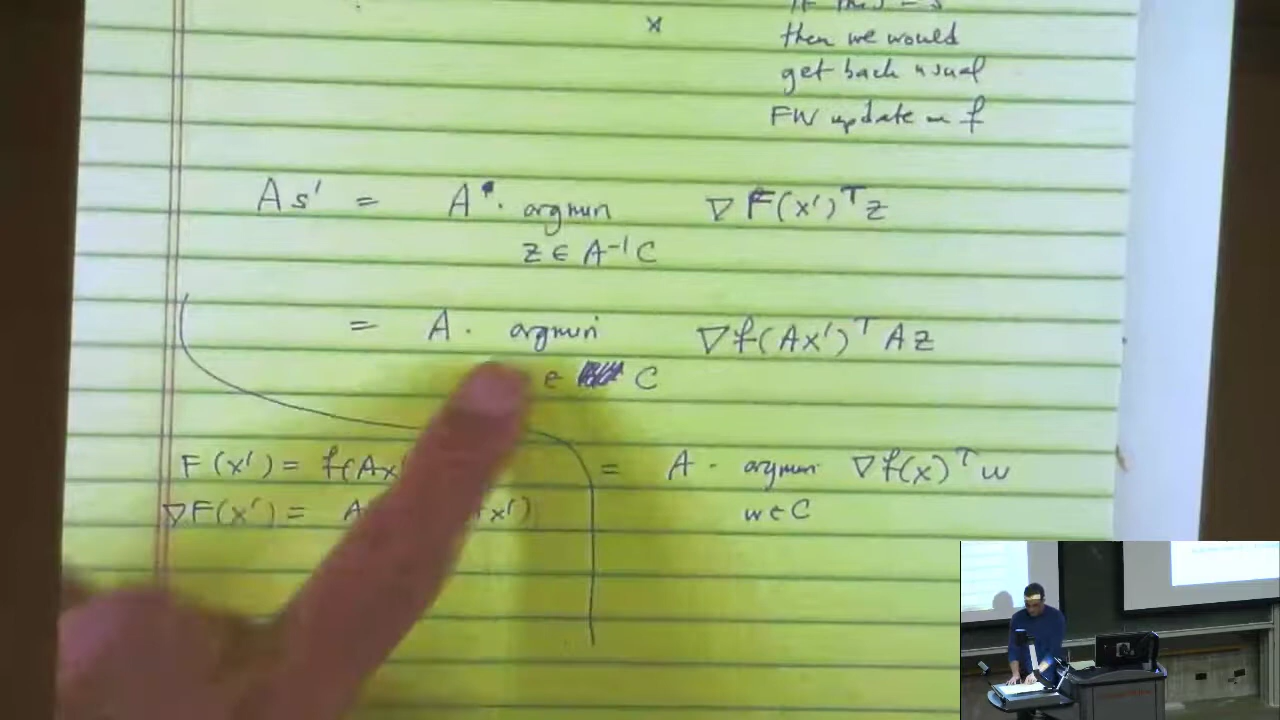 x
then we would
get back usual
FW update on f
As' = A · argmin ∇F(x')ᵀz
z ∈ A⁻¹C
= A · argmin ∇f(Ax')ᵀ Az
∈ C
F(x') = f(Ax'
∇F(x') = A x')
= A · argmin ∇f(x)ᵀ w
w ∈ C